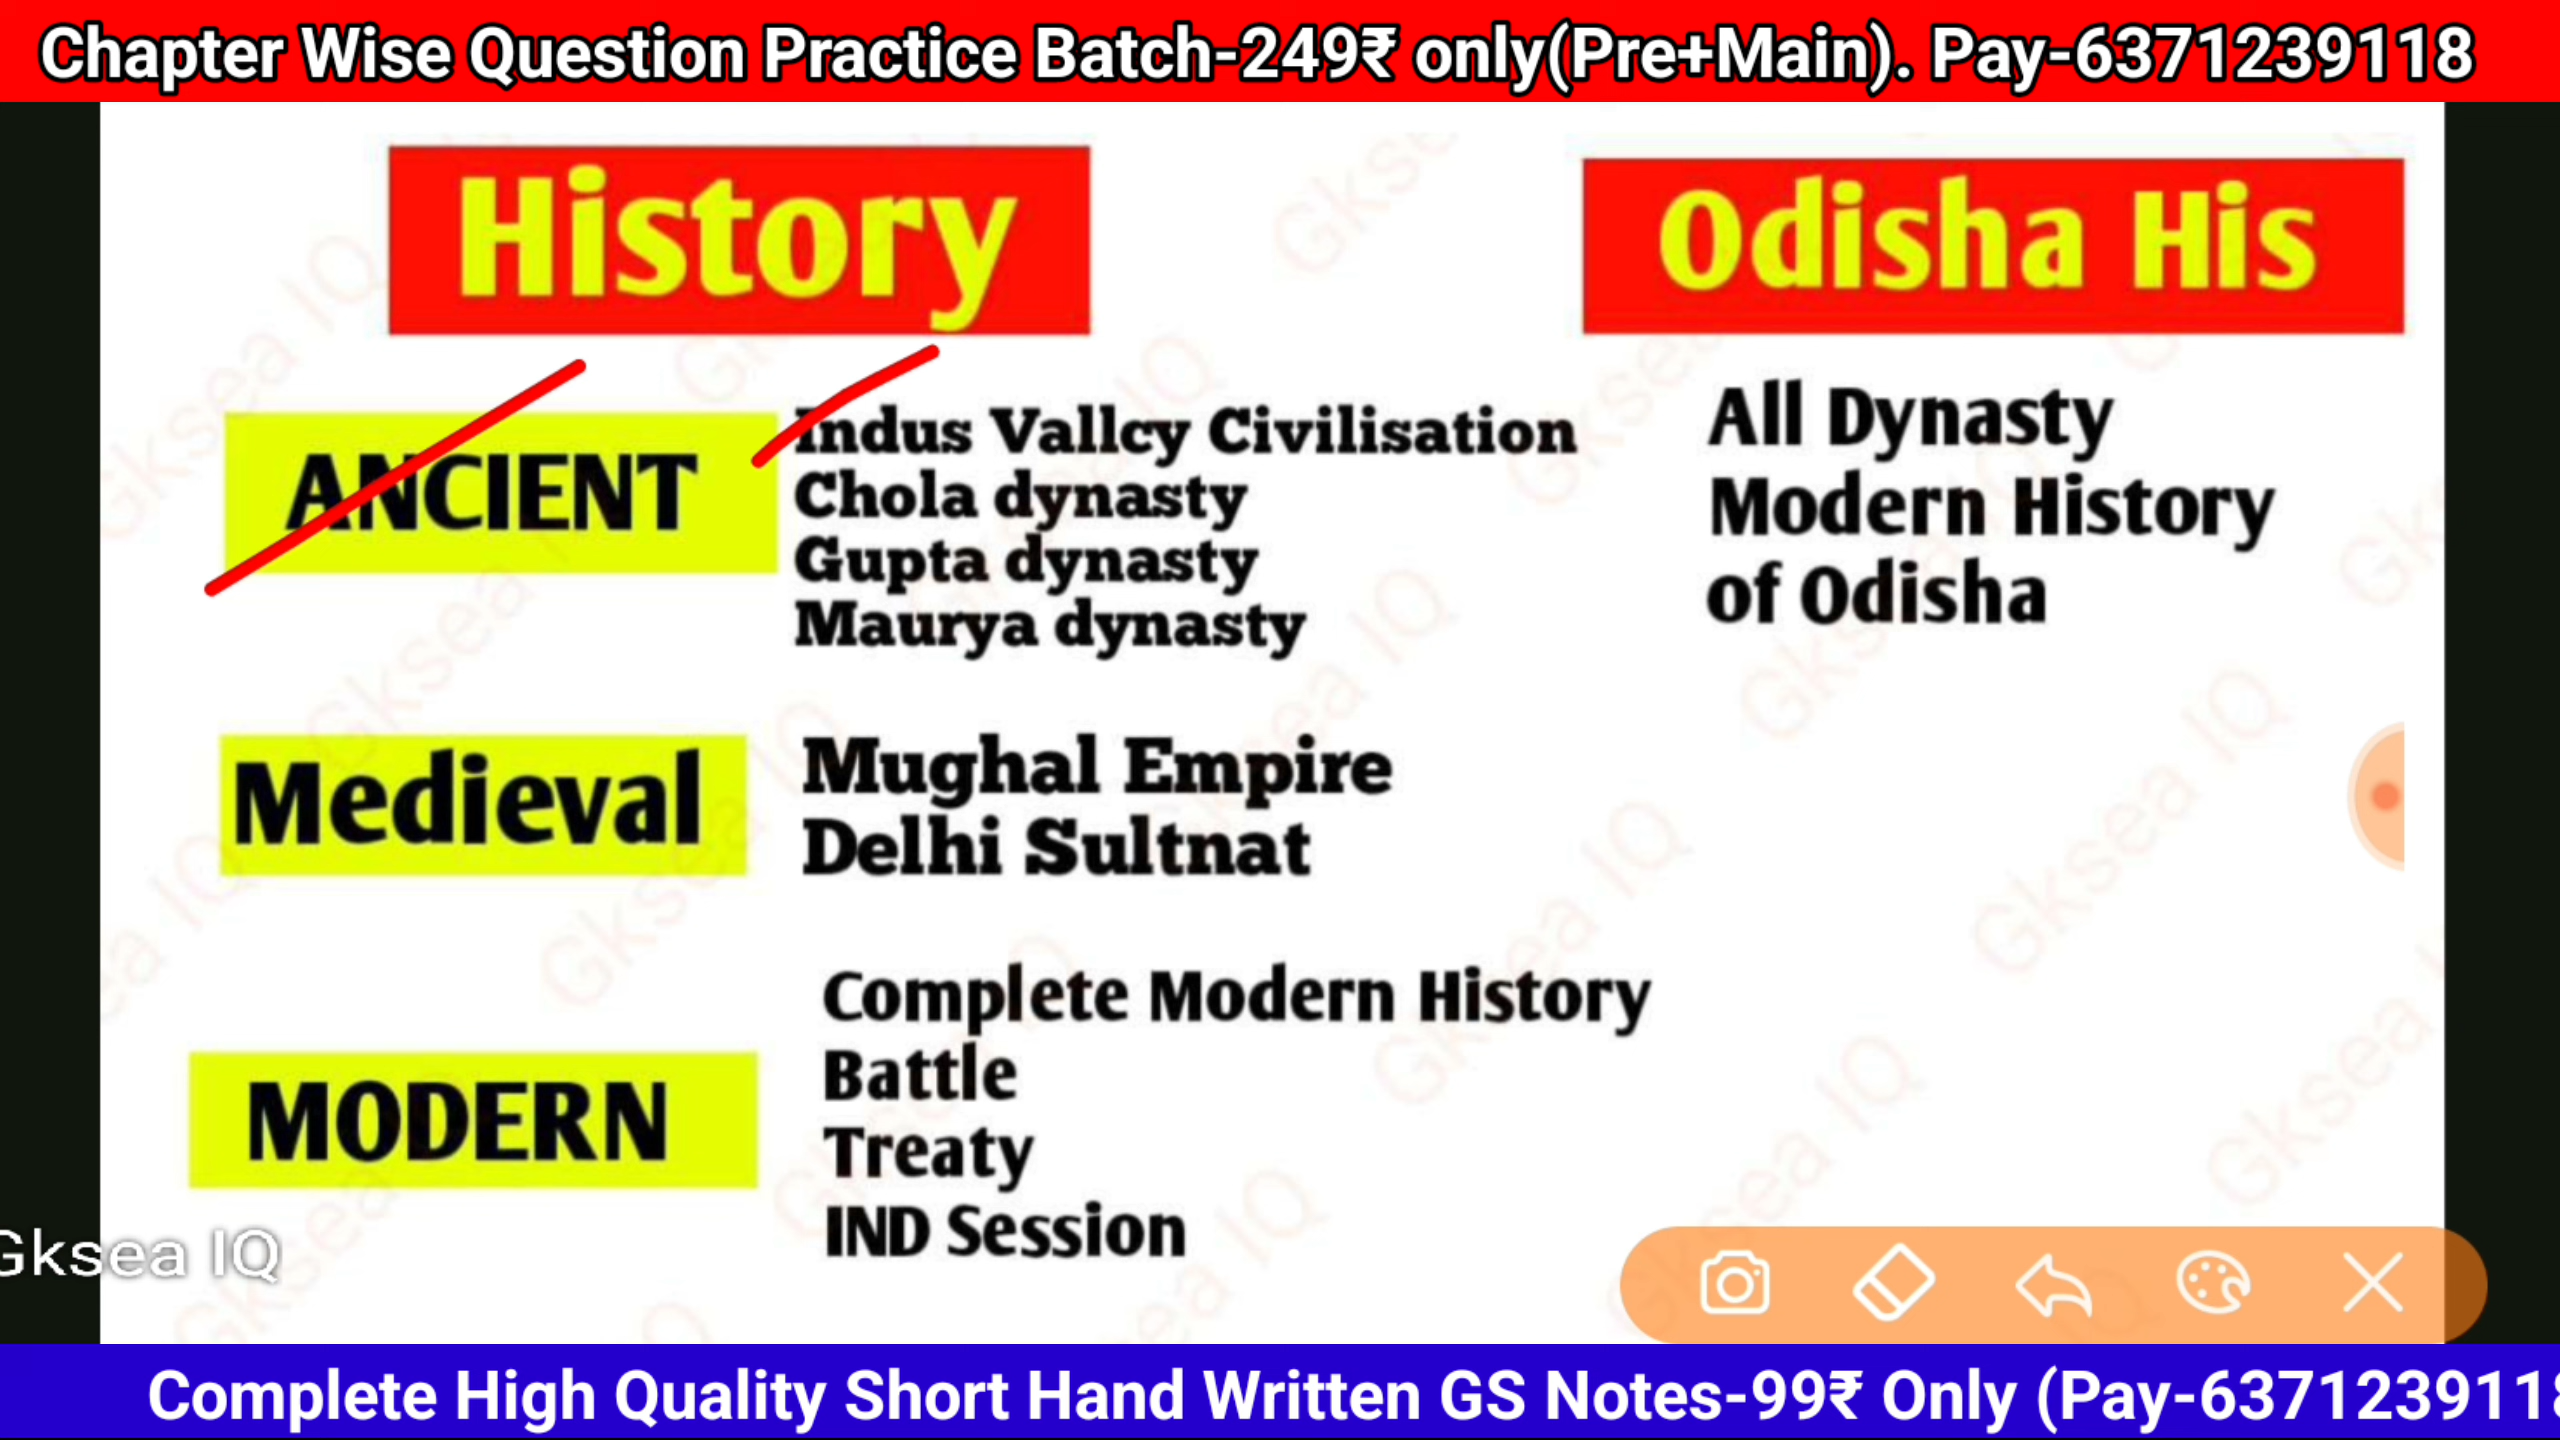 Chapter Wise Question Practice Batch-249₹ only(Pre+Main). Pay-6371239118
History
ANCIENT
Indus Vallcy Civilisation
Chola dynasty
Gupta dynasty
Maurya dynasty
Medieval
Mughal Empire
Delhi Sultnat
MODERN
Complete Modern History
Battle
Treaty
IND Session
Odisha His
All Dynasty
Modern History
of Odisha
Gksea IQ
Complete High Quality Short Hand Written GS Notes-99₹ Only (Pay-6371239118